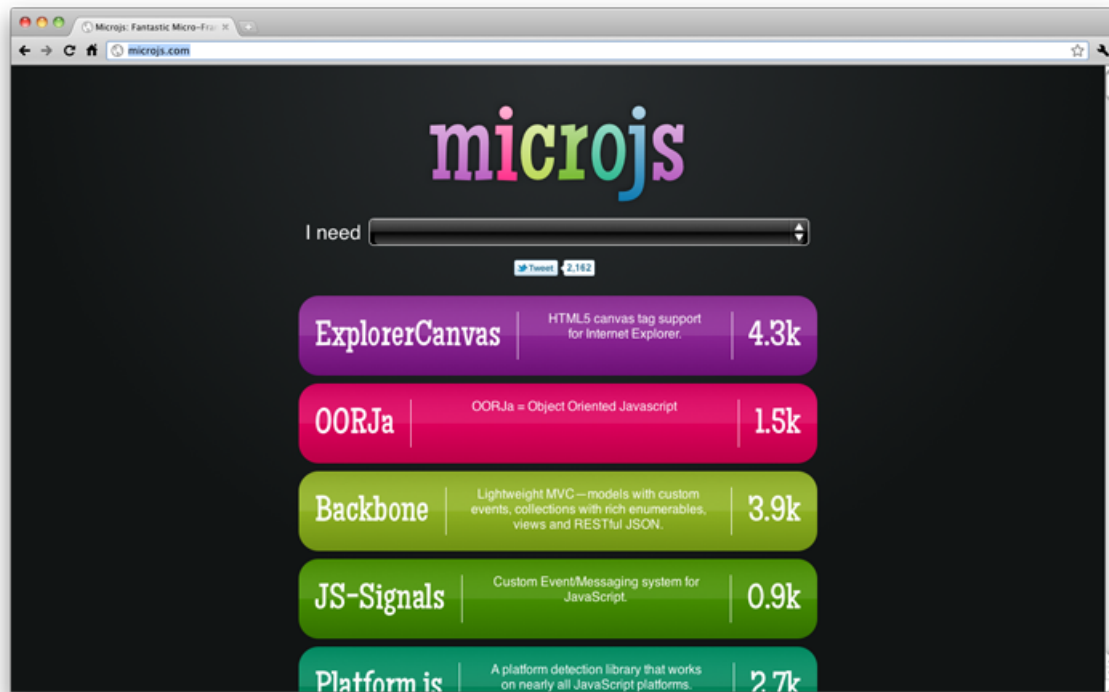 Microjs: Fantastic Micro-Fra
microjs.com
microjs
I need
Tweet 2,162
ExplorerCanvas
HTML5 canvas tag support
for Internet Explorer.
4.3k
OORJa
OORJa = Object Oriented Javascript
1.5k
Backbone
Lightweight MVC—models with custom
events, collections with rich enumerables,
views and RESTful JSON.
3.9k
JS-Signals
Custom Event/Messaging system for
JavaScript.
0.9k
Platform.js
A platform detection library that works
on nearly all JavaScript platforms.
2.7k